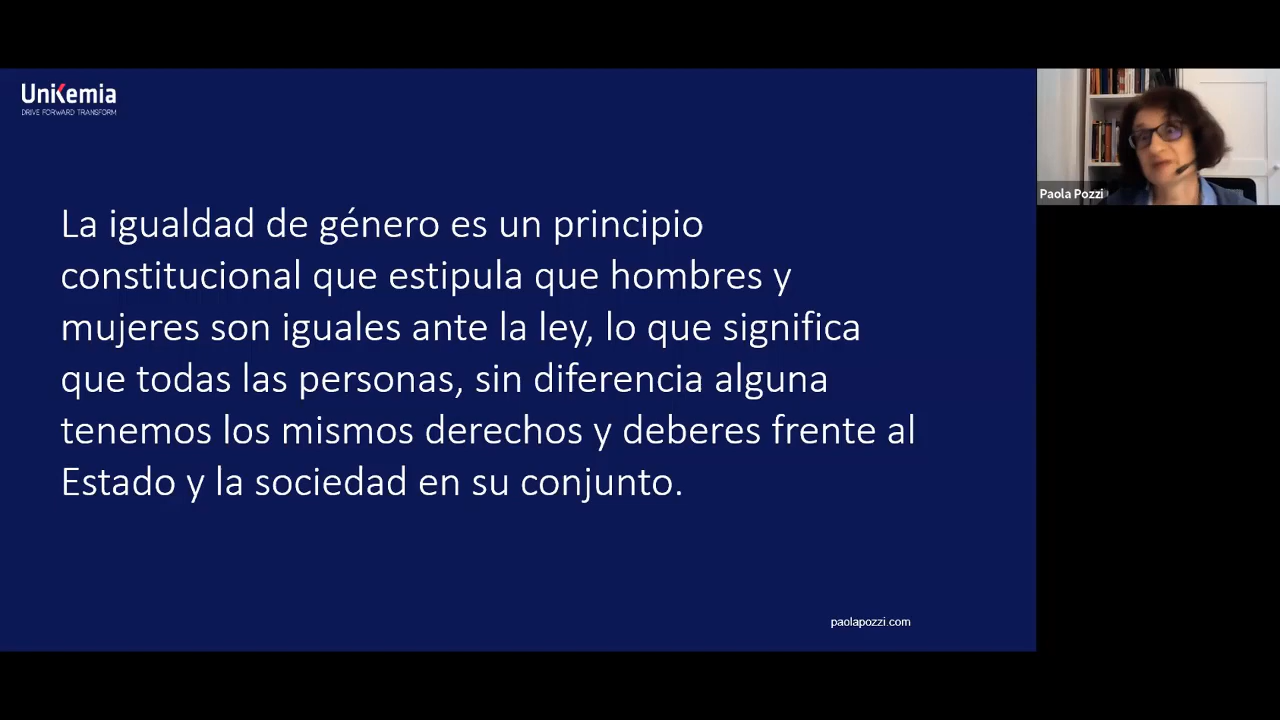 UniKemia
DRIVE FORWARD TRANSFORM
La igualdad de género es un principio
constitucional que estipula que hombres y
mujeres son iguales ante la ley, lo que significa
que todas las personas, sin diferencia alguna
tenemos los mismos derechos y deberes frente al
Estado y la sociedad en su conjunto.
paolapozzi.com
Paola Pozzi